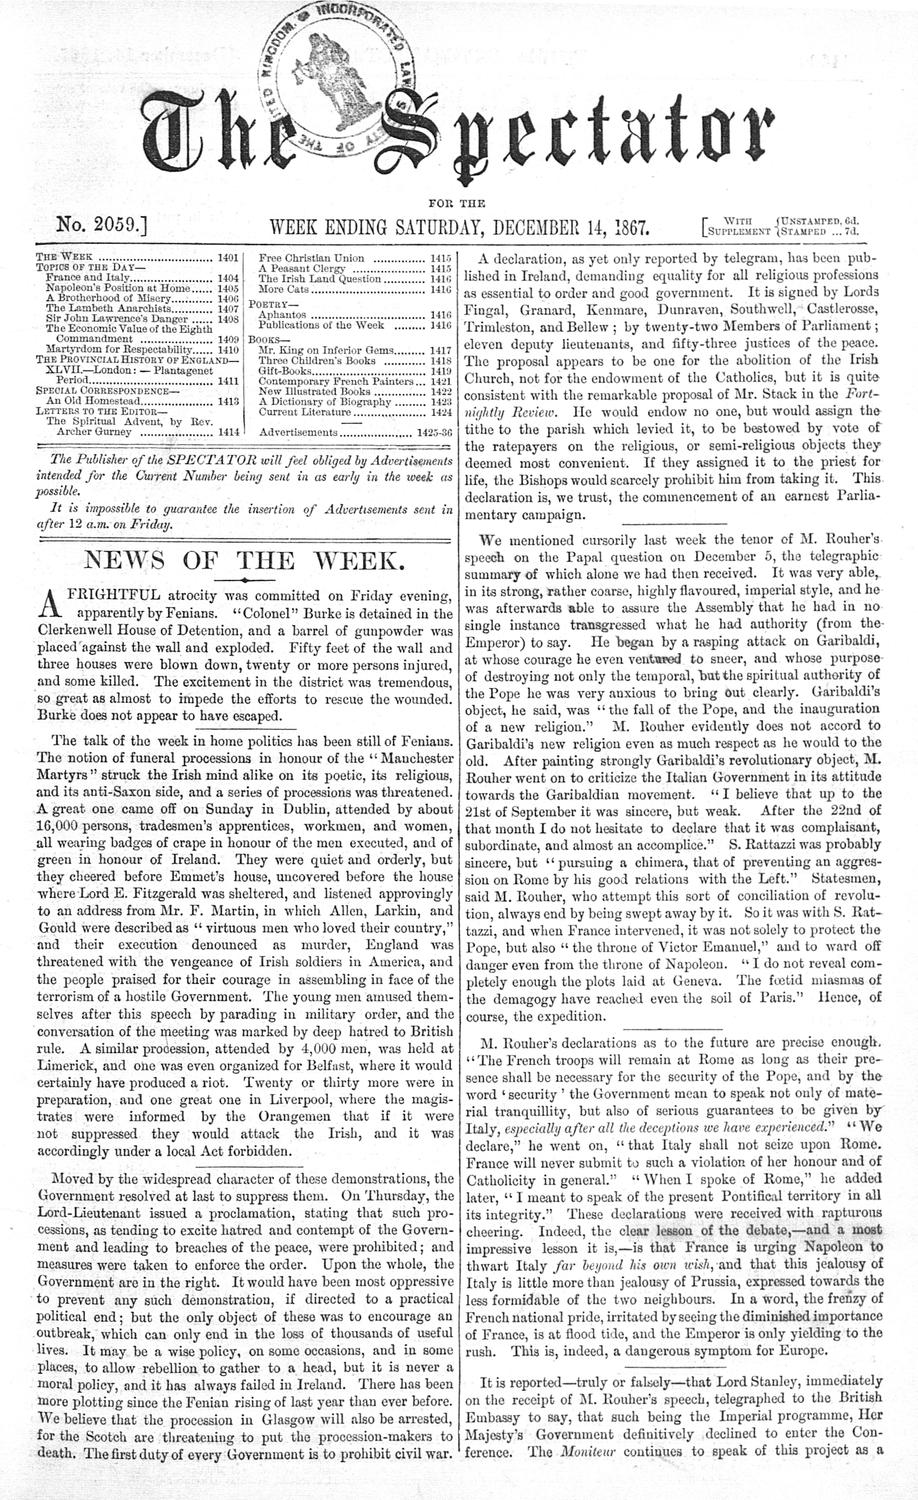 INCORPORATED LAW SOCIETY OF THE UNITED KINGDOM.
The Spectator
FOR THE
No. 2059.] WEEK ENDING SATURDAY, DECEMBER 14, 1867. [WITH SUPPLEMENT {UNSTAMPED, 6d. STAMPED ... 7d.
THE WEEK ........ 1401
TOPICS OF THE DAY—
France and Italy........ 1404
Napoleon's Position at Home...... 1405
A Brotherhood of Misery............ 1406
The Lambeth Anarchists............ 1407
Sir John Lawrence's Danger ...... 1408
The Economic Value of the Eighth
Commandment ........ 1409
Martyrdom for Respectability...... 1410
THE PROVINCIAL HISTORY OF ENGLAND—
XLVII.—London: — Plantagenet
Period........ 1411
SPECIAL CORRESPONDENCE—
An Old Homestead........ 1413
LETTERS TO THE EDITOR—
The Spiritual Advent, by Rev.
Archer Gurney ........ 1414
Free Christian Union ........ 1415
A Peasant Clergy ........ 1415
The Irish Land Question ........ 1416
More Cats ........ 1416
POETRY—
Aphantos ........ 1416
Publications of the Week ........ 1416
BOOKS—
Mr. King on Inferior Gems........ 1417
Three Children's Books ........ 1418
Gift-Books........ 1419
Contemporary French Painters... 1421
New Illustrated Books ........ 1422
A Dictionary of Biography ........ 1423
Current Literature ........ 1424
Advertisements........ 1425-36
The Publisher of the SPECTATOR will feel obliged by Advertisements
intended for the Current Number being sent in as early in the week as
possible.
It is impossible to guarantee the insertion of Advertisements sent in
after 12 a.m. on Friday.
NEWS OF THE WEEK.
A FRIGHTFUL atrocity was committed on Friday evening,
apparently by Fenians. "Colonel" Burke is detained in the
Clerkenwell House of Detention, and a barrel of gunpowder was
placed against the wall and exploded. Fifty feet of the wall and
three houses were blown down, twenty or more persons injured,
and some killed. The excitement in the district was tremendous,
so great as almost to impede the efforts to rescue the wounded.
Burke does not appear to have escaped.
The talk of the week in home politics has been still of Fenians.
The notion of funeral processions in honour of the "Manchester
Martyrs" struck the Irish mind alike on its poetic, its religious,
and its anti-Saxon side, and a series of processions was threatened.
A great one came off on Sunday in Dublin, attended by about
16,000 persons, tradesmen's apprentices, workmen, and women,
all wearing badges of crape in honour of the men executed, and of
green in honour of Ireland. They were quiet and orderly, but
they cheered before Emmet's house, uncovered before the house
where Lord E. Fitzgerald was sheltered, and listened approvingly
to an address from Mr. F. Martin, in which Allen, Larkin, and
Gould were described as "virtuous men who loved their country,"
and their execution denounced as murder, England was
threatened with the vengeance of Irish soldiers in America, and
the people praised for their courage in assembling in face of the
terrorism of a hostile Government. The young men amused them-
selves after this speech by parading in military order, and the
conversation of the meeting was marked by deep hatred to British
rule. A similar procession, attended by 4,000 men, was held at
Limerick, and one was even organized for Belfast, where it would
certainly have produced a riot. Twenty or thirty more were in
preparation, and one great one in Liverpool, where the magis-
trates were informed by the Orangemen that if it were
not suppressed they would attack the Irish, and it was
accordingly under a local Act forbidden.
Moved by the widespread character of these demonstrations, the
Government resolved at last to suppress them. On Thursday, the
Lord-Lieutenant issued a proclamation, stating that such pro-
cessions, as tending to excite hatred and contempt of the Govern-
ment and leading to breaches of the peace, were prohibited; and
measures were taken to enforce the order. Upon the whole, the
Government are in the right. It would have been most oppressive
to prevent any such demonstration, if directed to a practical
political end; but the only object of these was to encourage an
outbreak, which can only end in the loss of thousands of useful
lives. It may be a wise policy, on some occasions, and in some
places, to allow rebellion to gather to a head, but it is never a
moral policy, and it has always failed in Ireland. There has been
more plotting since the Fenian rising of last year than ever before.
We believe that the procession in Glasgow will also be arrested,
for the Scotch are threatening to put the procession-makers to
death. The first duty of every Government is to prohibit civil war.
A declaration, as yet only reported by telegram, has been pub-
lished in Ireland, demanding equality for all religious professions
as essential to order and good government. It is signed by Lords
Fingal, Granard, Kenmare, Dunraven, Southwell, Castlerosse,
Trimleston, and Bellew; by twenty-two Members of Parliament;
eleven deputy lieutenants, and fifty-three justices of the peace.
The proposal appears to be one for the abolition of the Irish
Church, not for the endowment of the Catholics, but it is quite
consistent with the remarkable proposal of Mr. Stack in the Fort-
nightly Review. He would endow no one, but would assign the
tithe to the parish which levied it, to be bestowed by vote of
the ratepayers on the religious, or semi-religious objects they
deemed most convenient. If they assigned it to the priest for
life, the Bishops would scarcely prohibit him from taking it. This
declaration is, we trust, the commencement of an earnest Parlia-
mentary campaign.
We mentioned cursorily last week the tenor of M. Rouher's
speech on the Papal question on December 5, the telegraphic
summary of which alone we had then received. It was very able,
in its strong, rather coarse, highly flavoured, imperial style, and he
was afterwards able to assure the Assembly that he had in no
single instance transgressed what he had authority (from the
Emperor) to say. He began by a rasping attack on Garibaldi,
at whose courage he even ventured to sneer, and whose purpose
of destroying not only the temporal, but the spiritual authority of
the Pope he was very anxious to bring out clearly. Garibaldi's
object, he said, was "the fall of the Pope, and the inauguration
of a new religion." M. Rouher evidently does not accord to
Garibaldi's new religion even as much respect as he would to the
old. After painting strongly Garibaldi's revolutionary object, M.
Rouher went on to criticize the Italian Government in its attitude
towards the Garibaldian movement. "I believe that up to the
21st of September it was sincere, but weak. After the 22nd of
that month I do not hesitate to declare that it was complaisant,
subordinate, and almost an accomplice." S. Rattazzi was probably
sincere, but "pursuing a chimera, that of preventing an aggres-
sion on Rome by his good relations with the Left." Statesmen,
said M. Rouher, who attempt this sort of conciliation of revolu-
tion, always end by being swept away by it. So it was with S. Rat-
tazzi, and when France intervened, it was not solely to protect the
Pope, but also "the throne of Victor Emanuel," and to ward off
danger even from the throne of Napoleon. "I do not reveal com-
pletely enough the plots laid at Geneva. The fœtid miasmas of
the demagogy have reached even the soil of Paris." Hence, of
course, the expedition.
M. Rouher's declarations as to the future are precise enough.
"The French troops will remain at Rome as long as their pre-
sence shall be necessary for the security of the Pope, and by the
word 'security' the Government mean to speak not only of mate-
rial tranquillity, but also of serious guarantees to be given by
Italy, especially after all the deceptions we have experienced." "We
declare," he went on, "that Italy shall not seize upon Rome.
France will never submit to such a violation of her honour and of
Catholicity in general." "When I spoke of Rome," he added
later, "I meant to speak of the present Pontifical territory in all
its integrity." These declarations were received with rapturous
cheering. Indeed, the clear lesson of the debate,—and a most
impressive lesson it is,—is that France is urging Napoleon to
thwart Italy far beyond his own wish, and that this jealousy of
Italy is little more than jealousy of Prussia, expressed towards the
less formidable of the two neighbours. In a word, the frenzy of
French national pride, irritated by seeing the diminished importance
of France, is at flood tide, and the Emperor is only yielding to the
rush. This is, indeed, a dangerous symptom for Europe.
It is reported—truly or falsely—that Lord Stanley, immediately
on the receipt of M. Rouher's speech, telegraphed to the British
Embassy to say, that such being the Imperial programme, Her
Majesty's Government definitively declined to enter the Con-
ference. The Moniteur continues to speak of this project as a